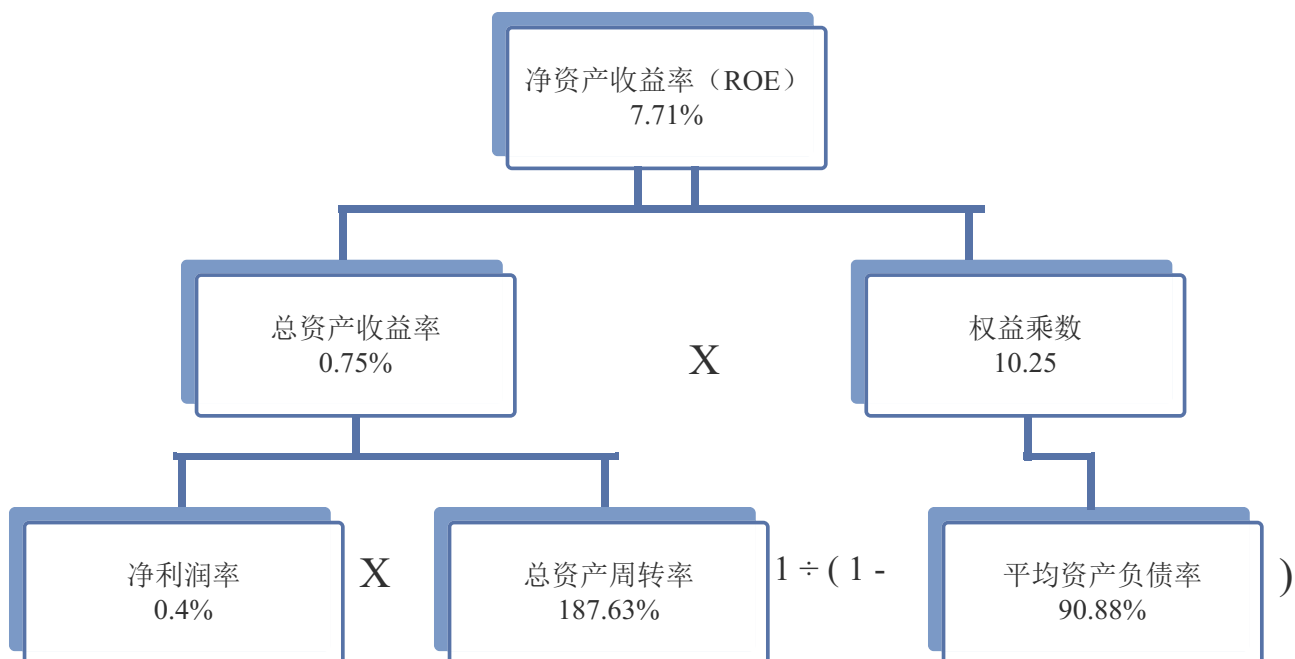 净资产收益率（ROE）
7.71%
总资产收益率
0.75%
X
权益乘数
10.25
净利润率
0.4%
X
总资产周转率
187.63%
1 ÷ ( 1 -
平均资产负债率
90.88%
)